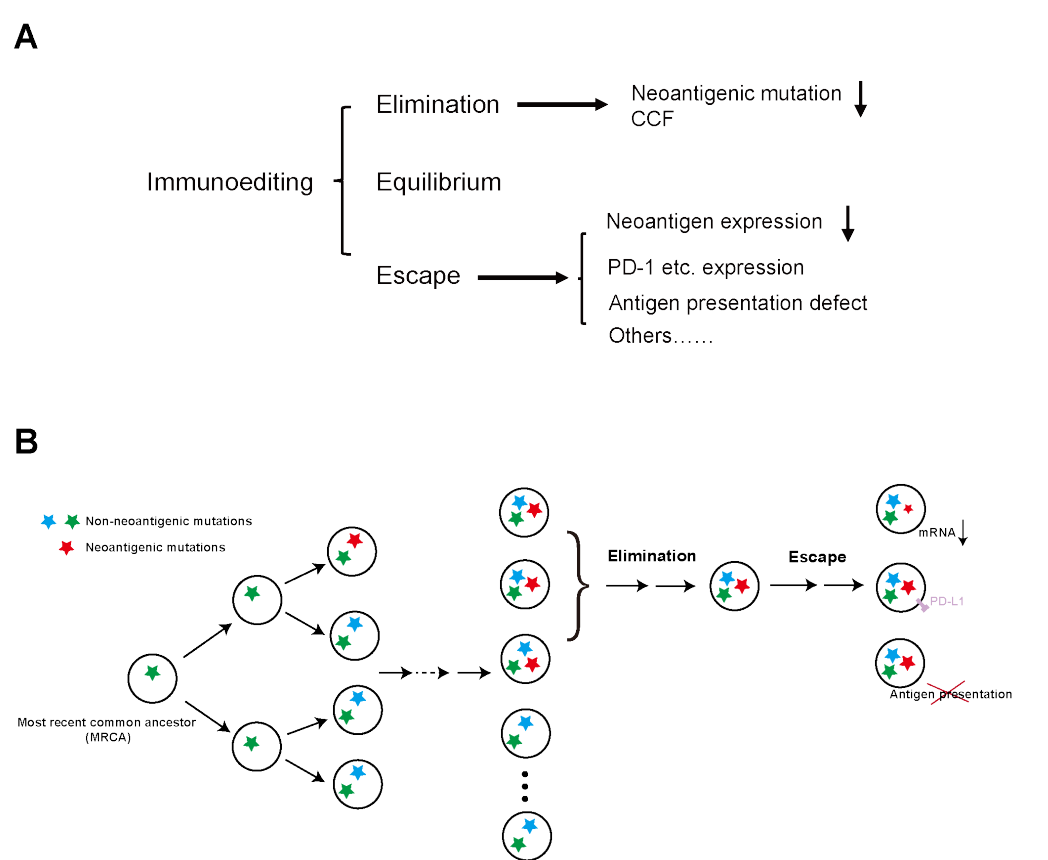 A
Elimination
Neoantigenic mutation
CCF
Immunoediting
Equilibrium
Escape
Neoantigen expression
PD-1 etc. expression
Antigen presentation defect
Others……
B
Non-neoantigenic mutations
Neoantigenic mutations
Most recent common ancestor
(MRCA)
Elimination
Escape
mRNA
PD-L1
Antigen presentation